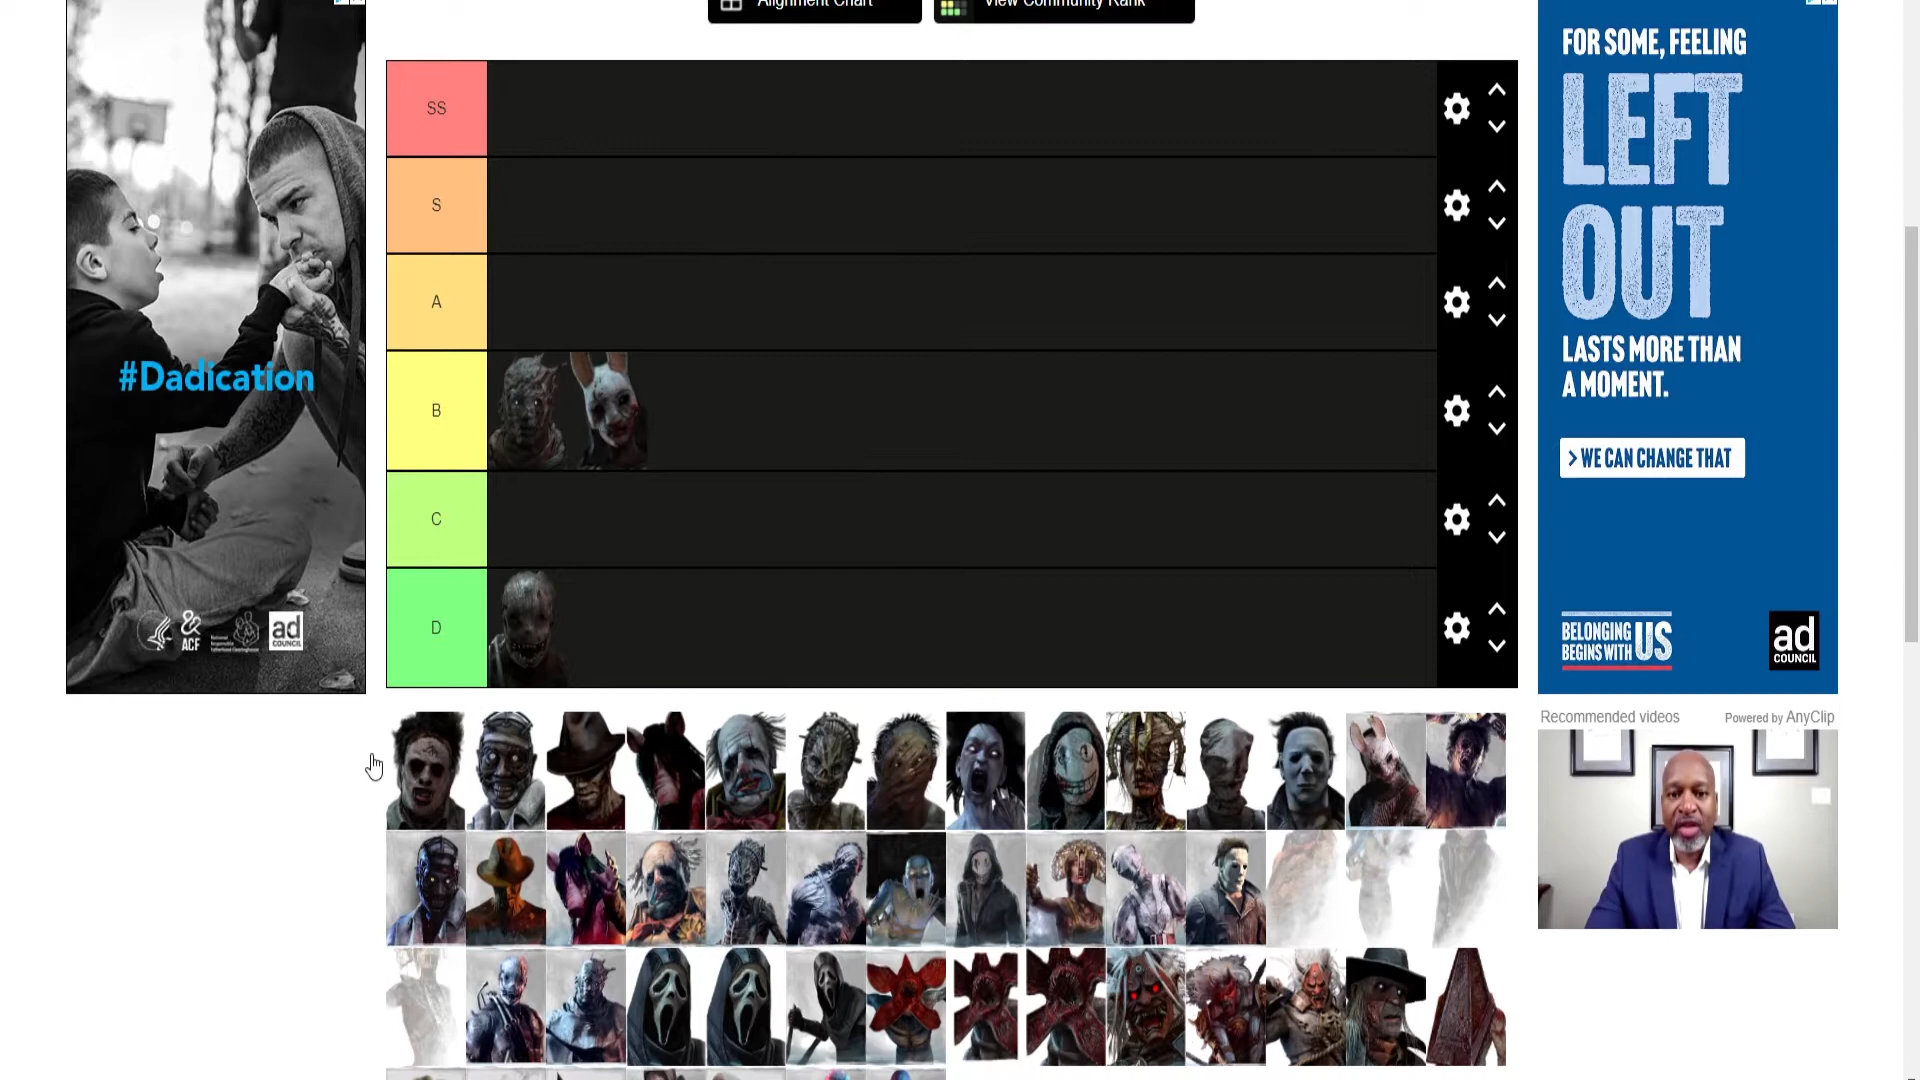 Alignment Chart
View Community Rank
SS
S
A
B
C
D
#Dadication
ACF
ad
COUNCIL
FOR SOME, FEELING
LEFT
OUT
LASTS MORE THAN
A MOMENT.
> WE CAN CHANGE THAT
BELONGING
BEGINS WITH US
ad
COUNCIL
Recommended videos
Powered by AnyClip